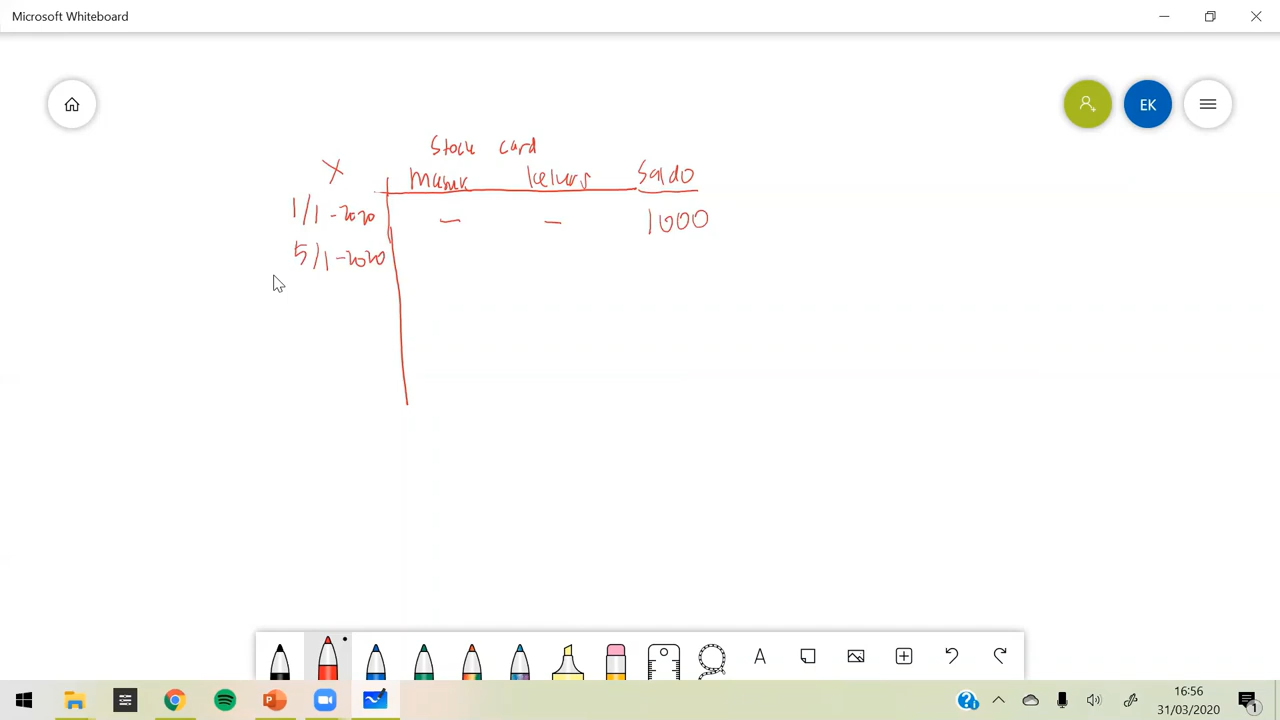 Microsoft Whiteboard
EK
Stock card
X Masuk keluar Saldo
1/1-2020 - - 1000
5/1-2020
A
P
?
16:56
31/03/2020
1